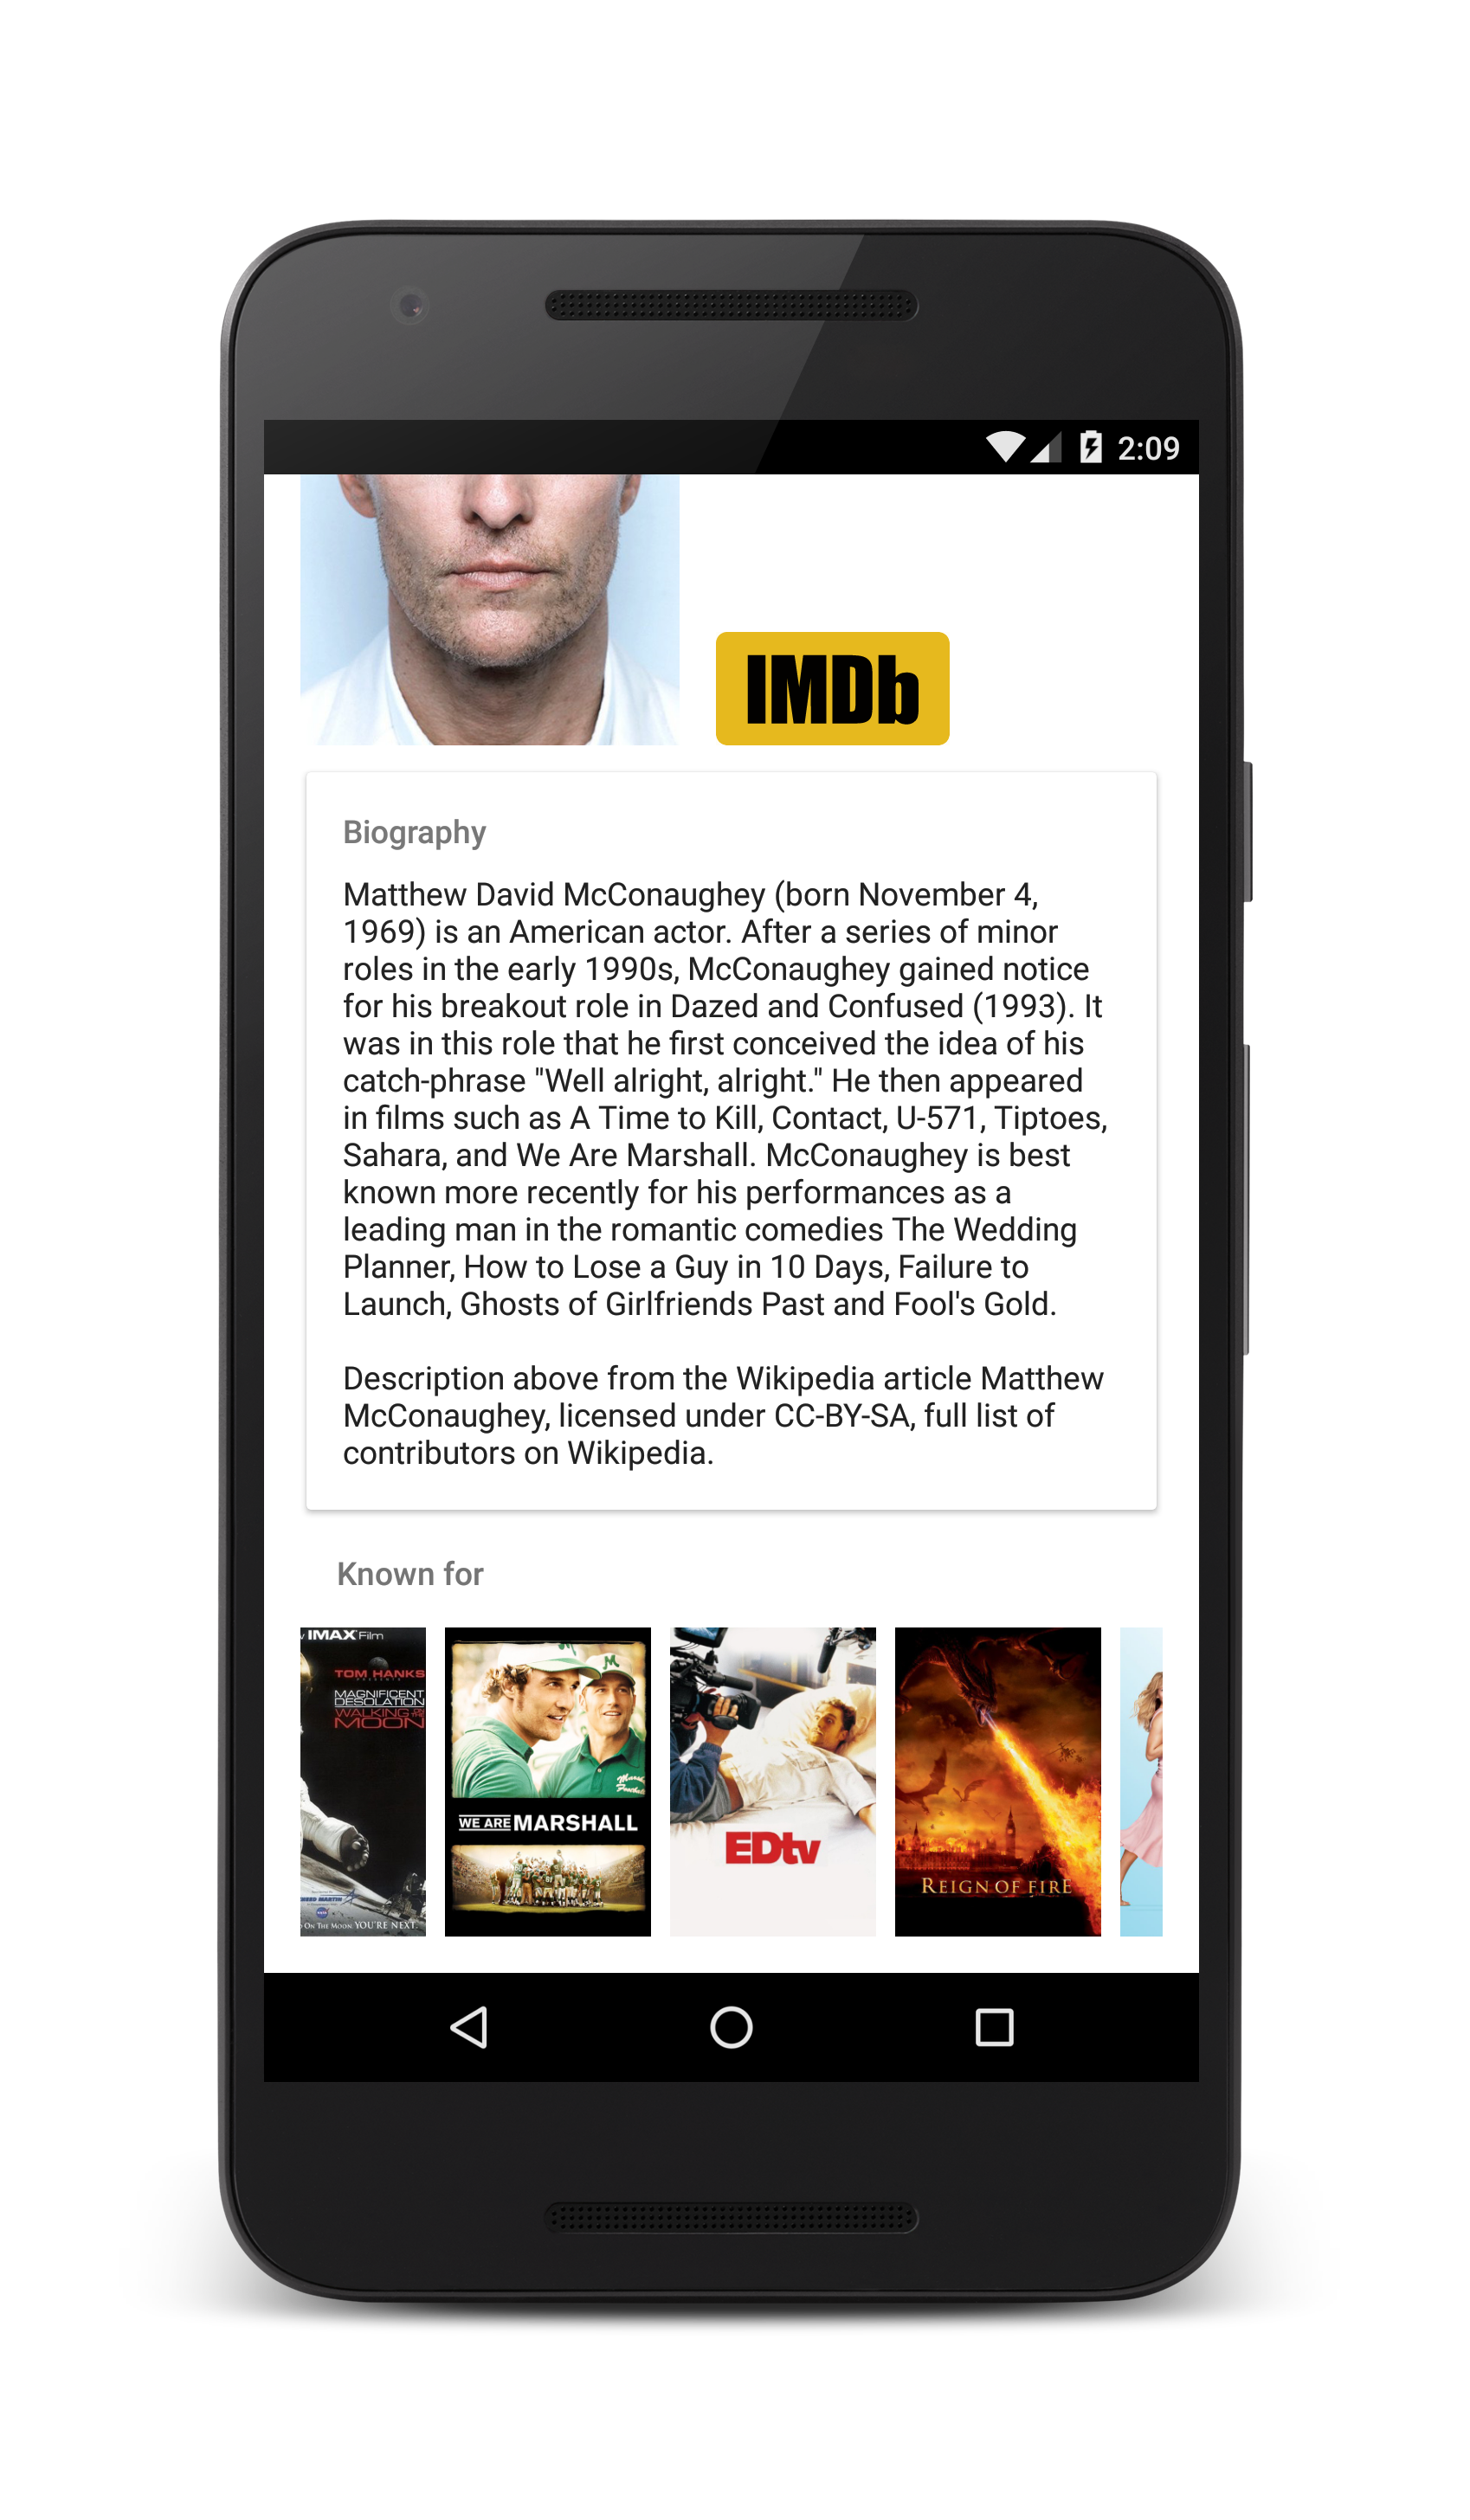 2:09
IMDb
Biography
Matthew David McConaughey (born November 4,
1969) is an American actor. After a series of minor
roles in the early 1990s, McConaughey gained notice
for his breakout role in Dazed and Confused (1993). It
was in this role that he first conceived the idea of his
catch-phrase "Well alright, alright." He then appeared
in films such as A Time to Kill, Contact, U-571, Tiptoes,
Sahara, and We Are Marshall. McConaughey is best
known more recently for his performances as a
leading man in the romantic comedies The Wedding
Planner, How to Lose a Guy in 10 Days, Failure to
Launch, Ghosts of Girlfriends Past and Fool's Gold.
Description above from the Wikipedia article Matthew
McConaughey, licensed under CC-BY-SA, full list of
contributors on Wikipedia.
Known for
IMAX Film
TOM HANKS
PRESENTS
MAGNIFICENT
DESOLATION
WALKING ON THE
MOON
MARTIN
NASA
ON THE MOON. YOU'RE NEXT.
M
Marshall
Football
WE ARE MARSHALL
EDtv
REIGN OF FIRE